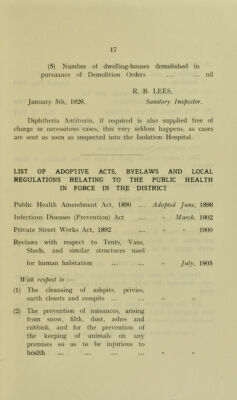 17
(5) Number of dwelling-houses demolished in
pursuance of Demolition Orders ... ... nil
R. B. LEES,
January 5th, 1929. Sanitary Inspector.
Diphtheria Antitoxin, if required is also supplied free of
charge in necessitous cases, this very seldom happens, as cases
are sent as soon as suspected into the Isolation Hospital.
LIST OF ADOPTIVE ACTS, BYELAWS AND LOCAL
REGULATIONS RELATING TO THE PUBLIC HEALTH
IN FORCE IN THE DISTRICT
Public Health Amendment Act, 1890 ... Adopted June, 1896
Infectious Diseases (Prevention) Act ... " March, 1902
Private Street Works Act, 1892 ... " " 1900
Byelaws with respect to Tents, Vans,
Sheds, and similar structures used
for human habitation ... ... " July, 1905
With respect to :—
(1) The cleansing of ashpits, privies,
earth closets and cesspits ... ... " "
(2) The prevention of nuisances, arising
from snow, filth, dust, ashes and
rubbish, and for the prevention of
the keeping of animals on any
premises so as to be injurious to
health ... ... ... ... ... " "